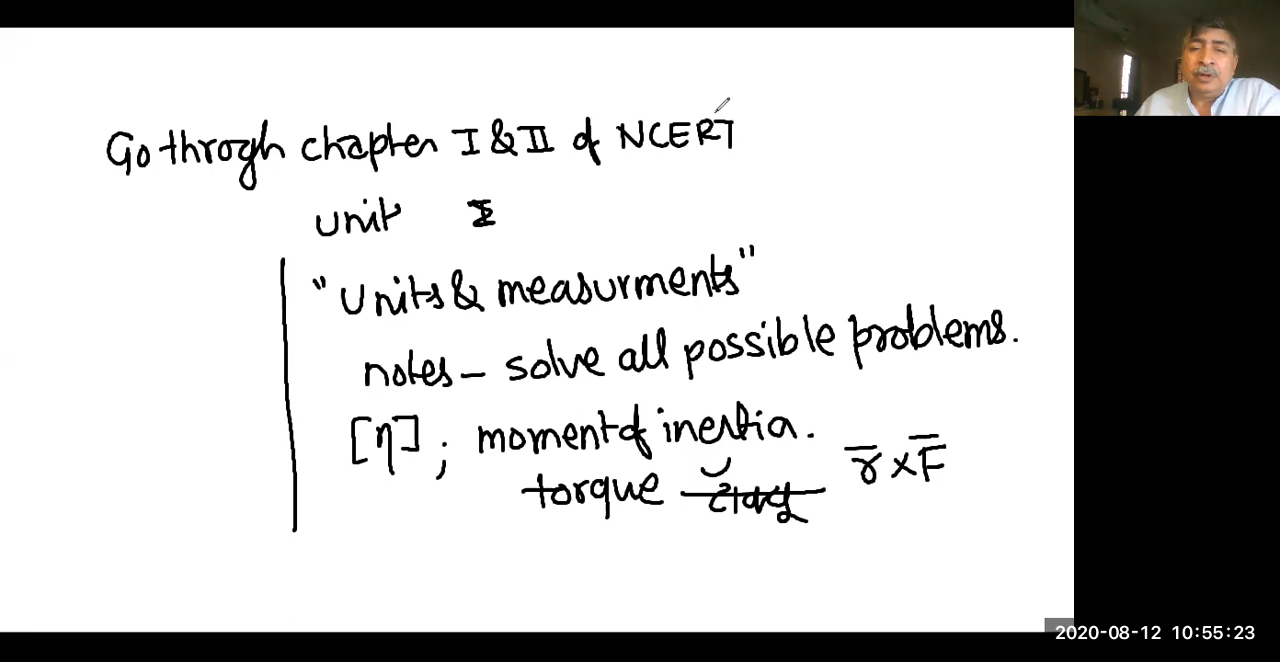 Go throgh chapter I & II of NCERT
unit I
"Units & measurments"
notes – solve all possible problems.
[η] ; moment of inertia.
torque r̄ × F̄
2020-08-12 10:55:23